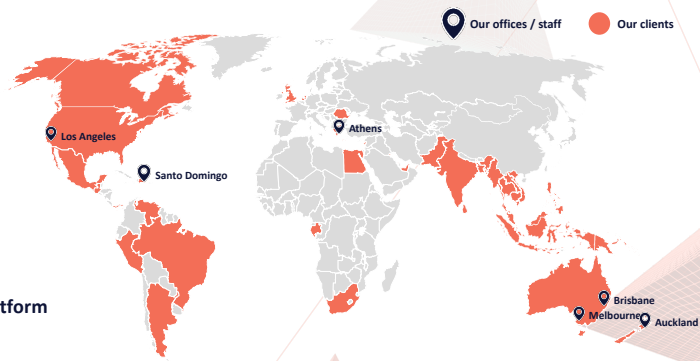 Our offices / staff
Our clients
Los Angeles
Athens
Santo Domingo
Brisbane
Melbourne
Auckland
tform